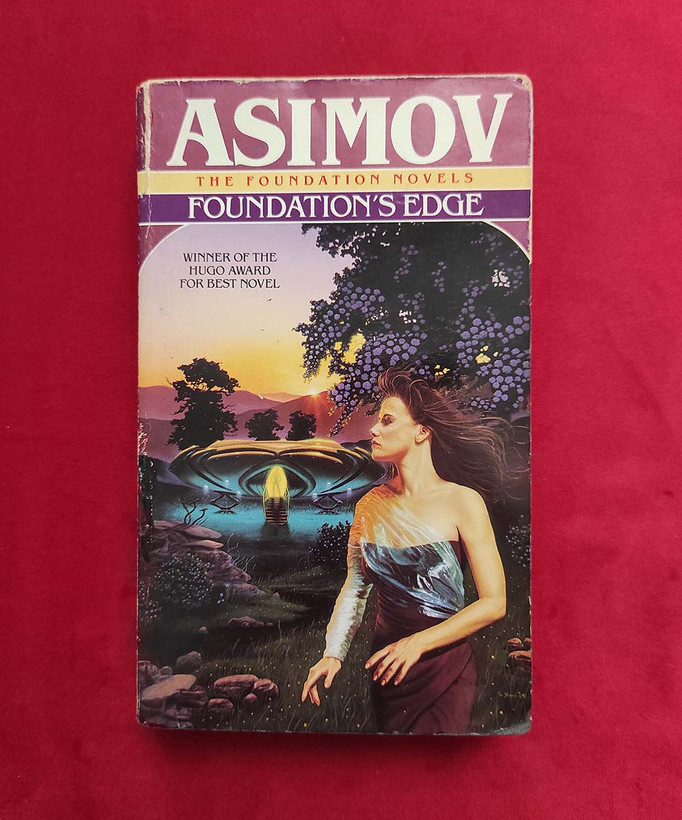 ASIMOV
THE FOUNDATION NOVELS
FOUNDATION'S EDGE
WINNER OF THE
HUGO AWARD
FOR BEST NOVEL